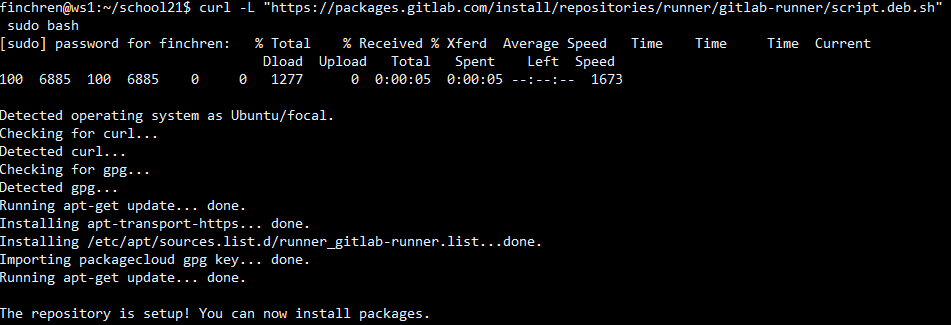 finchren@ws1:~/school21$ curl -L "https://packages.gitlab.com/install/repositories/runner/gitlab-runner/script.deb.sh"
 sudo bash
[sudo] password for finchren:   % Total    % Received % Xferd  Average Speed   Time    Time     Time  Current
                                 Dload  Upload   Total   Spent    Left  Speed
100  6885  100  6885    0     0   1277      0  0:00:05  0:00:05 --:--:--  1673

Detected operating system as Ubuntu/focal.
Checking for curl...
Detected curl...
Checking for gpg...
Detected gpg...
Running apt-get update... done.
Installing apt-transport-https... done.
Installing /etc/apt/sources.list.d/runner_gitlab-runner.list...done.
Importing packagecloud gpg key... done.
Running apt-get update... done.

The repository is setup! You can now install packages.